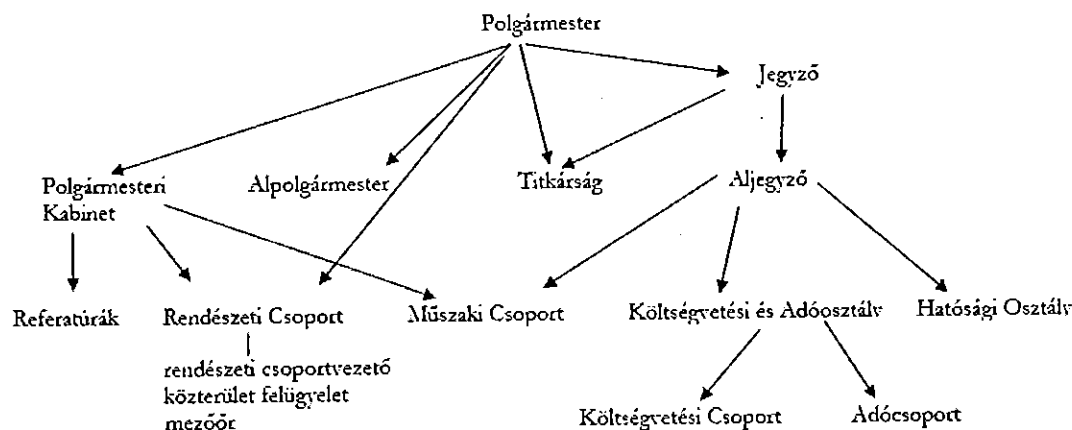 Polgármester
Jegyző
Polgármesteri
Kabinet
Alpolgármester
Titkárság
Aljegyző
Referatúrák
Rendészeti Csoport
Műszaki Csoport
Költségvetési és Adóosztály
Hatósági Osztály
rendészeti csoportvezető
közterület felügyelet
mezőőr
Költségvetési Csoport
Adócsoport